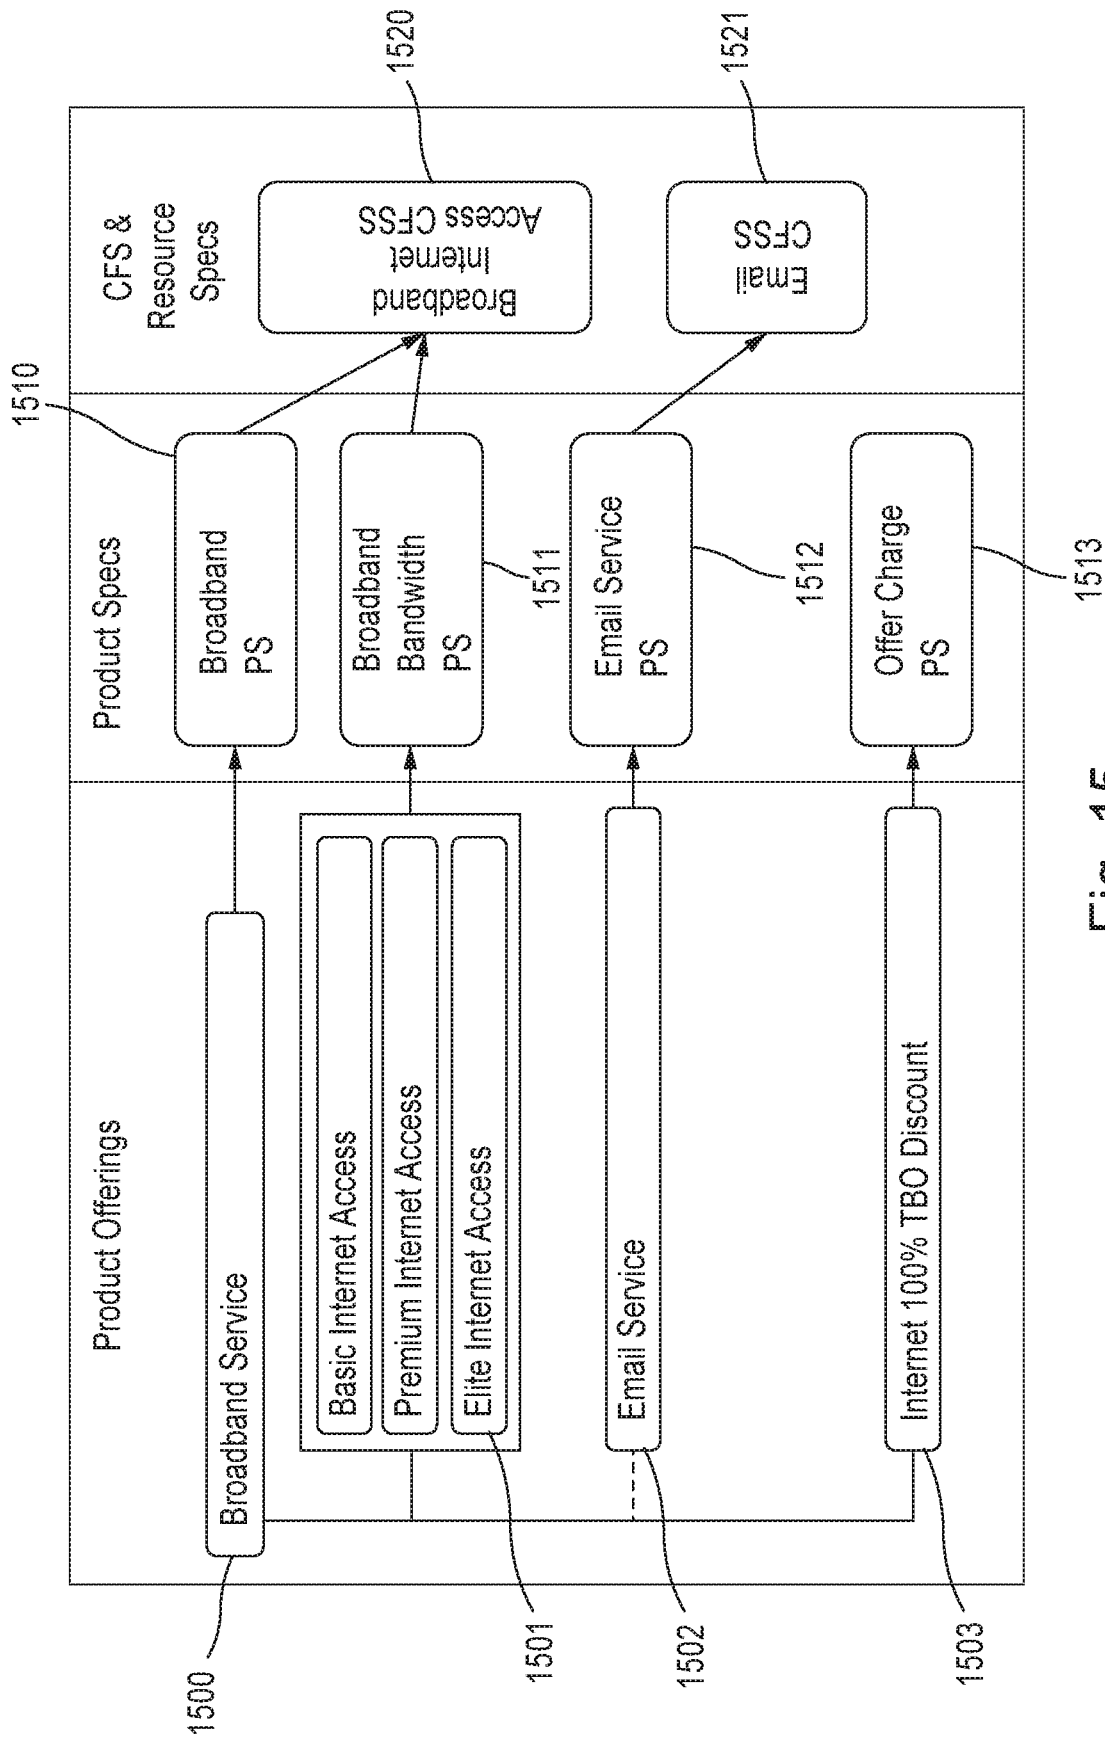 Product Offerings
Product Specs
CFS &
Resource
Specs
1500
Broadband Service
Broadband
PS
1510
Broadband
Internet
Access CFSS
1520
Basic Internet Access
Premium Internet Access
Elite Internet Access
1501
Broadband
Bandwidth
PS
1511
Email Service
1502
Email Service
PS
1512
Email
CFSS
1521
Internet 100% TBO Discount
1503
Offer Charge
PS
1513
Fig. 15